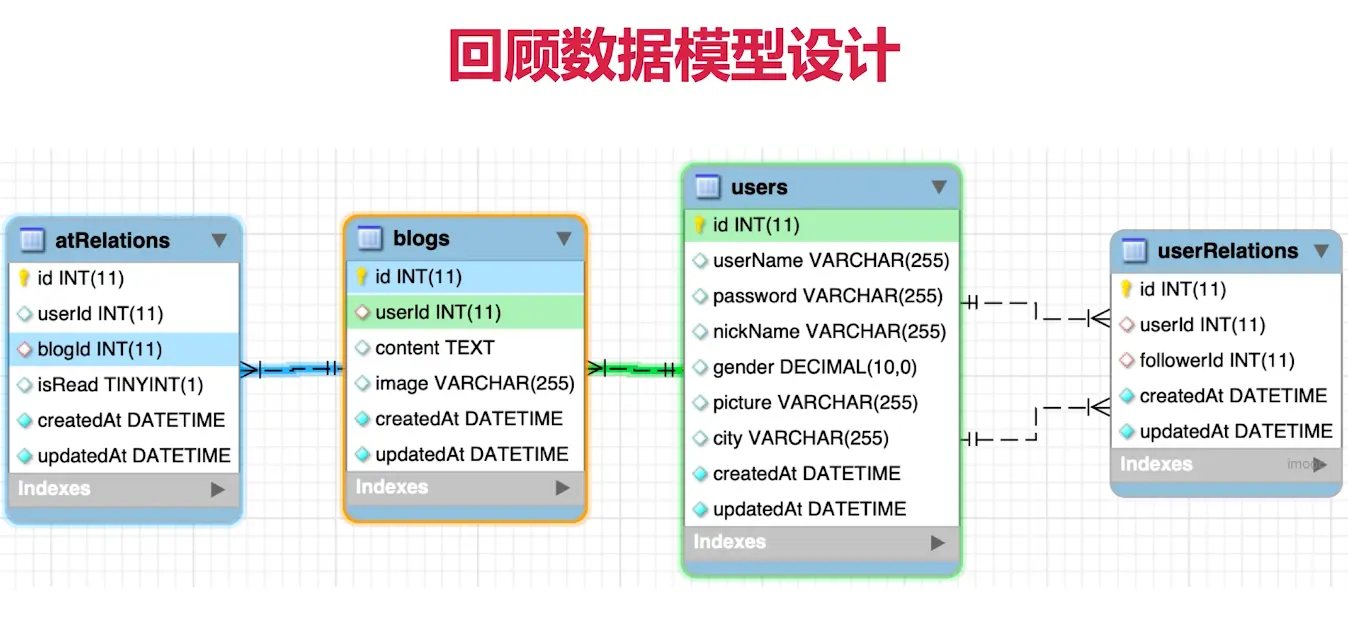 回顾数据模型设计
atRelations
id INT(11)
userId INT(11)
blogId INT(11)
isRead TINYINT(1)
createdAt DATETIME
updatedAt DATETIME
Indexes
blogs
id INT(11)
userId INT(11)
content TEXT
image VARCHAR(255)
createdAt DATETIME
updatedAt DATETIME
Indexes
users
id INT(11)
userName VARCHAR(255)
password VARCHAR(255)
nickName VARCHAR(255)
gender DECIMAL(10,0)
picture VARCHAR(255)
city VARCHAR(255)
createdAt DATETIME
updatedAt DATETIME
Indexes
userRelations
id INT(11)
userId INT(11)
followerId INT(11)
createdAt DATETIME
updatedAt DATETIME
Indexes